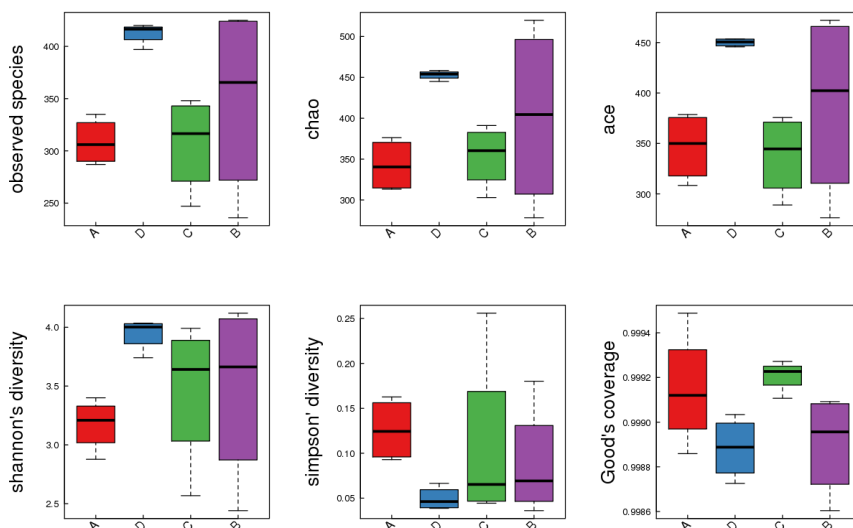 observed species
400
350
300
250
A
D
C
B
chao
500
450
400
350
300
A
D
C
B
ace
450
400
350
300
A
D
C
B
shannon's diversity
4.0
3.5
3.0
2.5
A
D
C
B
simpson' diversity
0.25
0.20
0.15
0.10
0.05
A
D
C
B
Good's coverage
0.9994
0.9992
0.9990
0.9988
0.9986
A
D
C
B